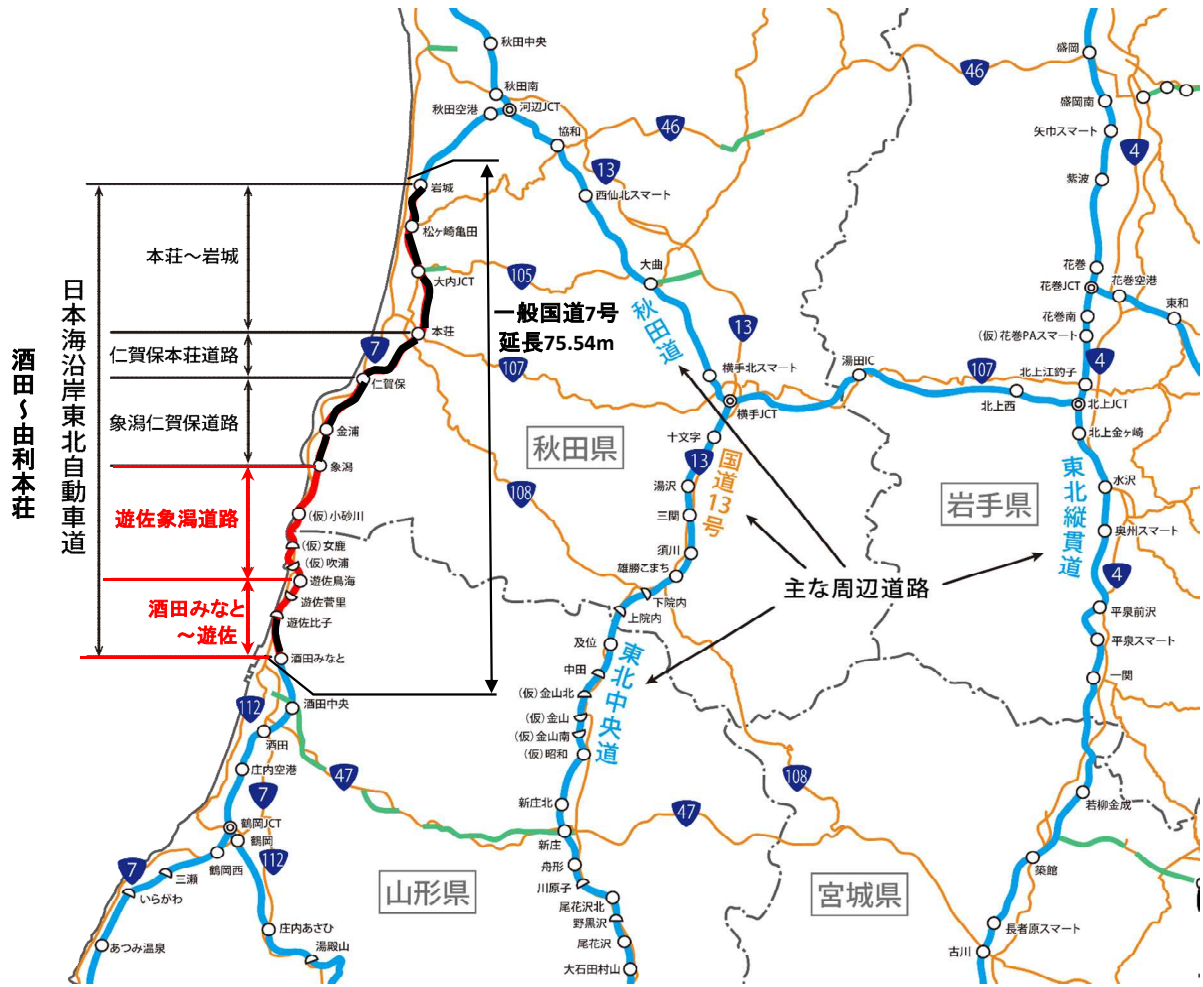 秋田中央
秋田南
秋田空港
河辺JCT
協和
46
46
盛岡
盛岡南
矢巾スマート
4
紫波
13
西仙北スマート
岩城
松ヶ崎亀田
大内JCT
105
大曲
本荘
7
仁賀保
107
金浦
象潟
108
(仮)小砂川
(仮)女鹿
(仮)吹浦
遊佐鳥海
遊佐菅里
遊佐比子
酒田みなと
酒田~由利本荘
日本海沿岸東北自動車道
本荘~岩城
仁賀保本荘道路
象潟仁賀保道路
遊佐象潟道路
酒田みなと
~遊佐
一般国道7号
延長75.54m
秋田道
13
横手北スマート
横手JCT
湯田IC
107
北上西
北上江釣子
北上JCT
北上金ヶ崎
花巻
花巻JCT
花巻空港
東和
花巻南
(仮)花巻PAスマート
4
十文字
13
国道13号
湯沢
三関
須川
雄勝こまち
下院内
上院内
及位
中田
(仮)金山北
(仮)金山
(仮)金山南
(仮)昭和
東北中央道
秋田県
岩手県
主な周辺道路
東北縦貫道
水沢
奥州スマート
4
平泉前沢
平泉スマート
一関
若柳金成
築館
長者原スマート
古川
108
47
47
新庄北
新庄
舟形
川原子
尾花沢北
野黒沢
尾花沢
大石田村山
山形県
宮城県
酒田中央
112
酒田
庄内空港
7
鶴岡JCT
鶴岡
112
鶴岡西
三瀬
7
いらがわ
あつみ温泉
庄内あさひ
湯殿山